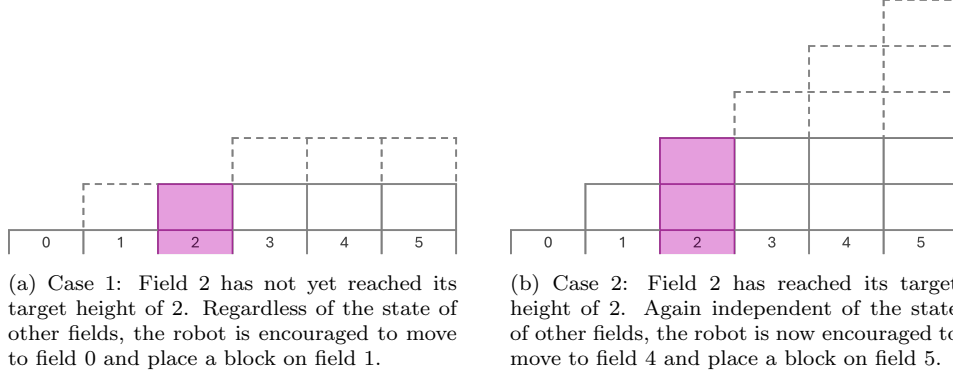 0 1 2 3 4 5
0 1 2 3 4 5
(a) Case 1: Field 2 has not yet reached its
target height of 2. Regardless of the state of
other fields, the robot is encouraged to move
to field 0 and place a block on field 1.
(b) Case 2: Field 2 has reached its target
height of 2. Again independent of the state
of other fields, the robot is now encouraged to
move to field 4 and place a block on field 5.